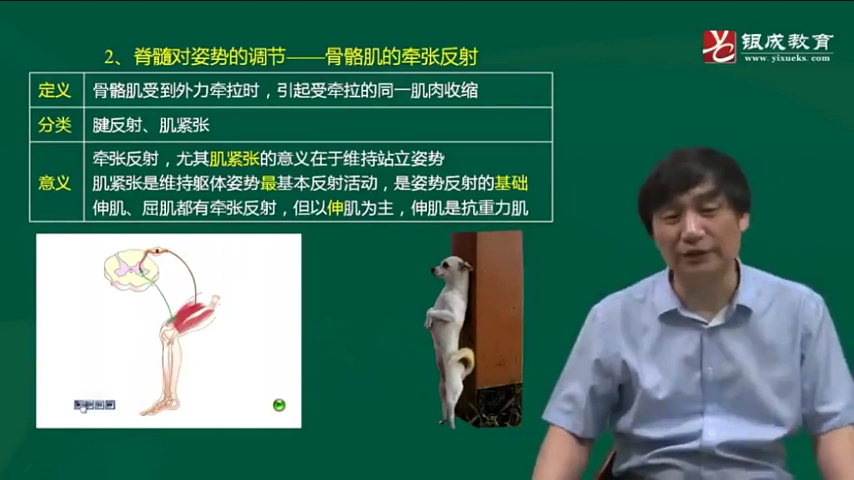 银成教育
www.yixueks.com
2、脊髓对姿势的调节——骨骼肌的牵张反射
定义
骨骼肌受到外力牵拉时，引起受牵拉的同一肌肉收缩
分类
腱反射、肌紧张
意义
牵张反射，尤其肌紧张的意义在于维持站立姿势
肌紧张是维持躯体姿势最基本反射活动，是姿势反射的基础
伸肌、屈肌都有牵张反射，但以伸肌为主，伸肌是抗重力肌